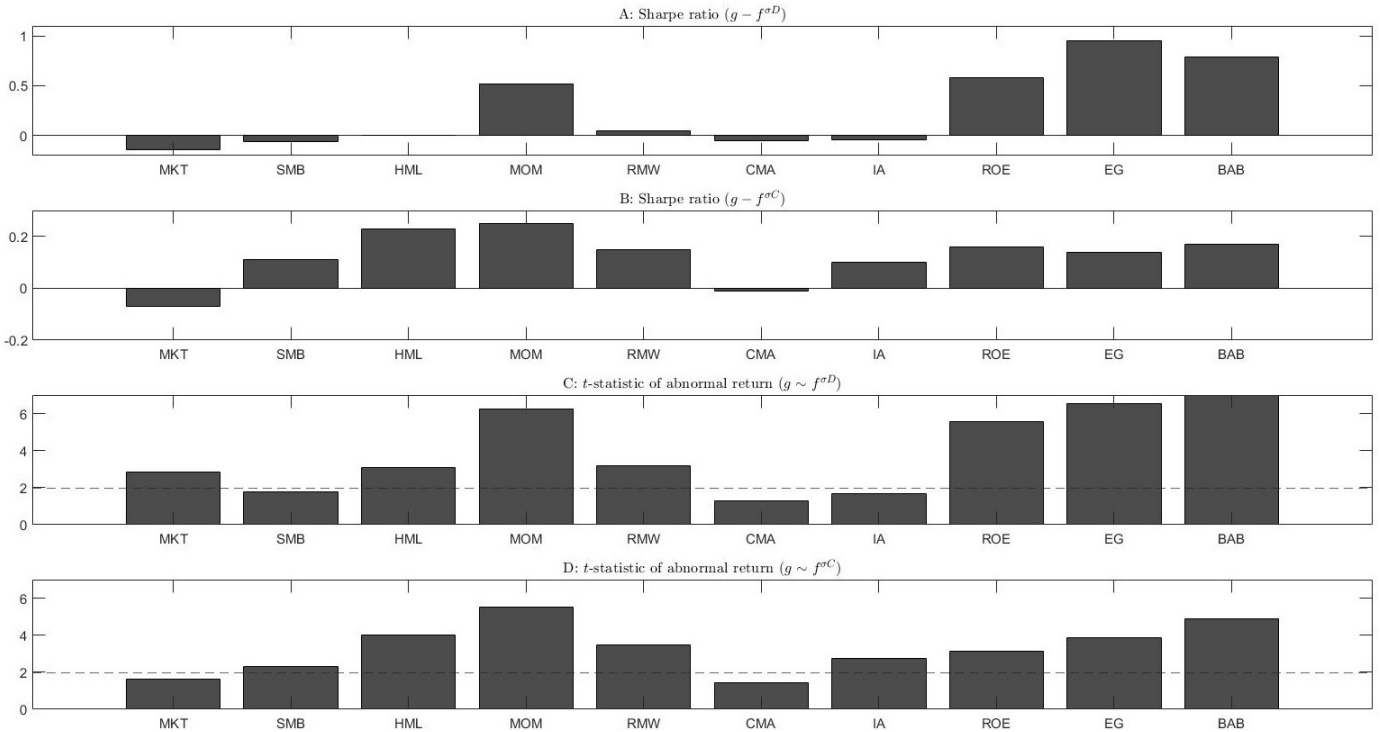 A: Sharpe ratio (g − f^{σD})
1
0.5
0
MKT SMB HML MOM RMW CMA IA ROE EG BAB
B: Sharpe ratio (g − f^{σC})
0.2
0
-0.2
MKT SMB HML MOM RMW CMA IA ROE EG BAB
C: t-statistic of abnormal return (g ∼ f^{σD})
6
4
2
0
MKT SMB HML MOM RMW CMA IA ROE EG BAB
D: t-statistic of abnormal return (g ∼ f^{σC})
6
4
2
0
MKT SMB HML MOM RMW CMA IA ROE EG BAB